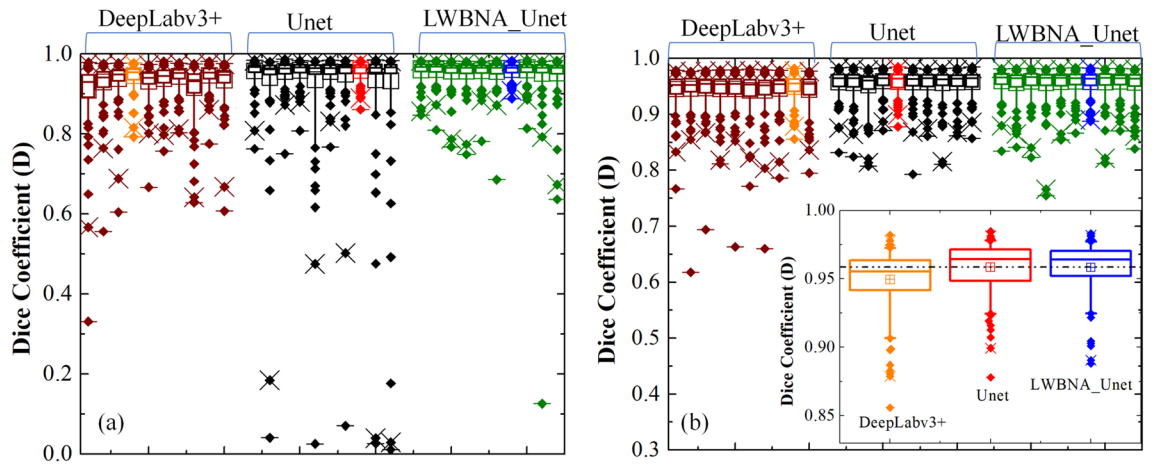 DeepLabv3+ Unet LWBNA_Unet
1.0
0.8
0.6
0.4
0.2
0.0
Dice Coefficient (D)
(a)
DeepLabv3+ Unet LWBNA_Unet
1.0
0.9
0.8
0.7
0.6
0.5
0.4
0.3
Dice Coefficient (D)
(b)
1.00
0.95
0.90
0.85
Dice Coefficient (D)
DeepLabv3+
Unet
LWBNA_Unet